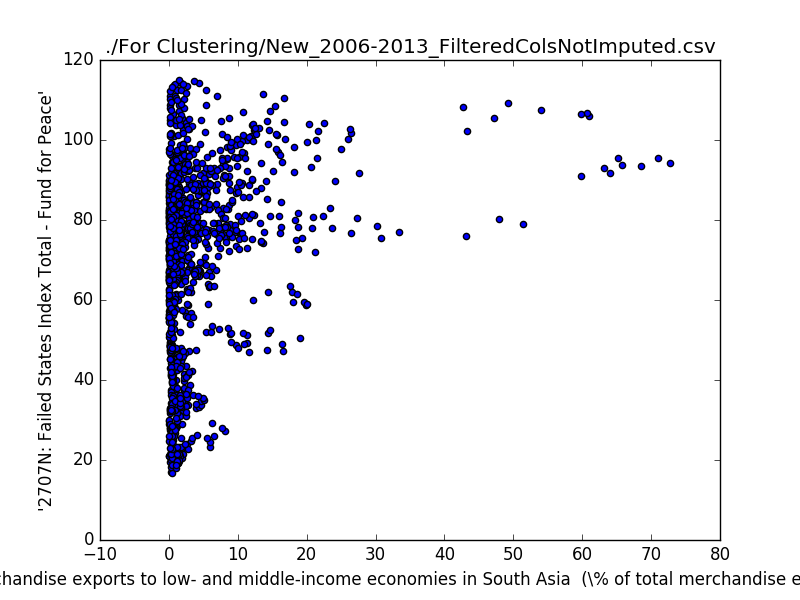 ./For Clustering/New_2006-2013_FilteredColsNotImputed.csv
120
100
80
60
40
20
0
'2707N: Failed States Index Total - Fund for Peace'
−10 0 10 20 30 40 50 60 70 80
exports to low- and middle-income economies in South Asia (\% of total merchandise